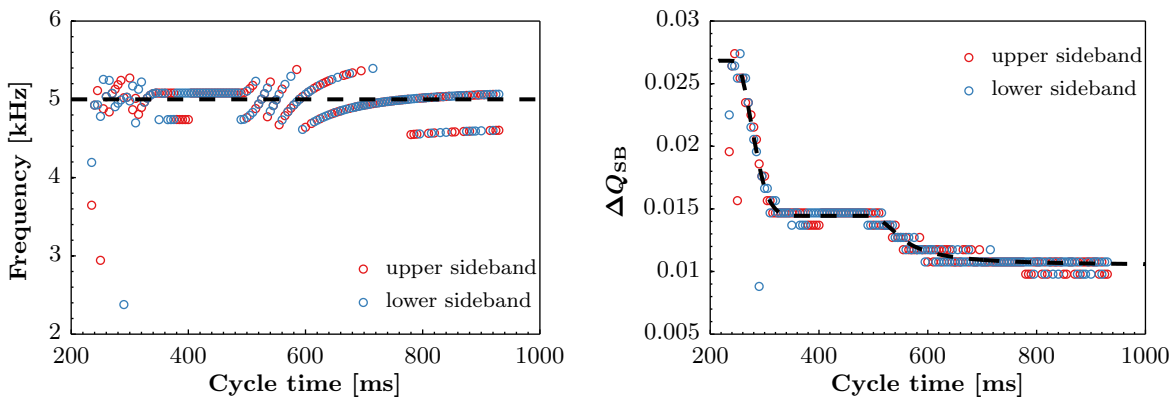 6
5
4
3
2
Frequency [kHz]
upper sideband
lower sideband
200
400
600
800
1000
Cycle time [ms]
0.03
0.025
0.02
0.015
0.01
0.005
ΔQSB
upper sideband
lower sideband
200
400
600
800
1000
Cycle time [ms]